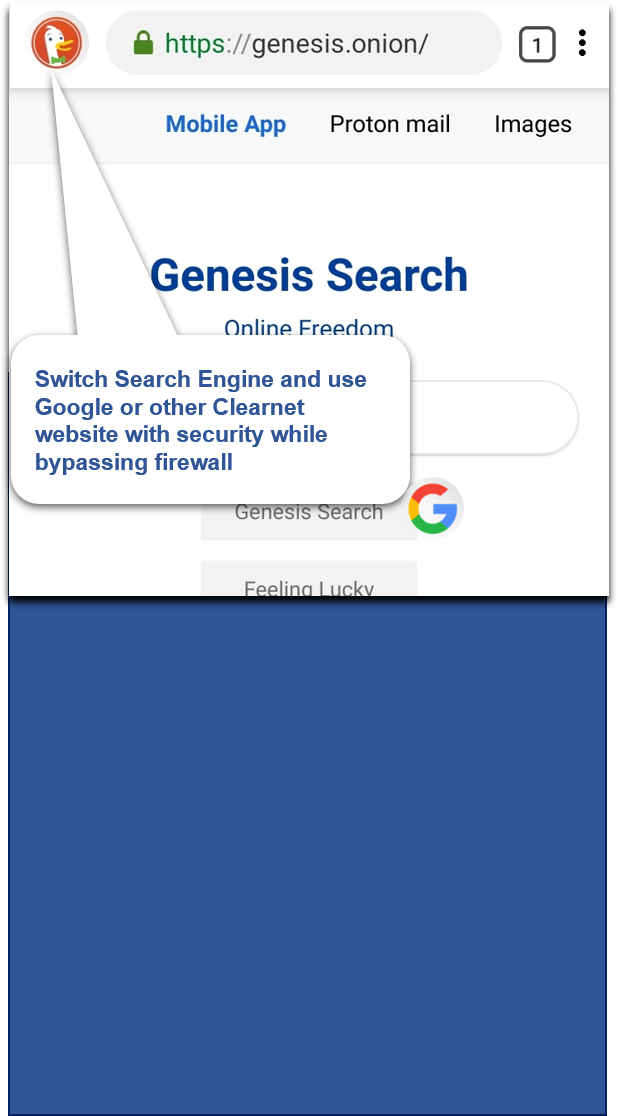 https://genesis.onion/
1
Mobile App Proton mail Images
Genesis Search
Online Freedom
Switch Search Engine and use
Google or other Clearnet
website with security while
bypassing firewall
Genesis Search
Feeling Lucky